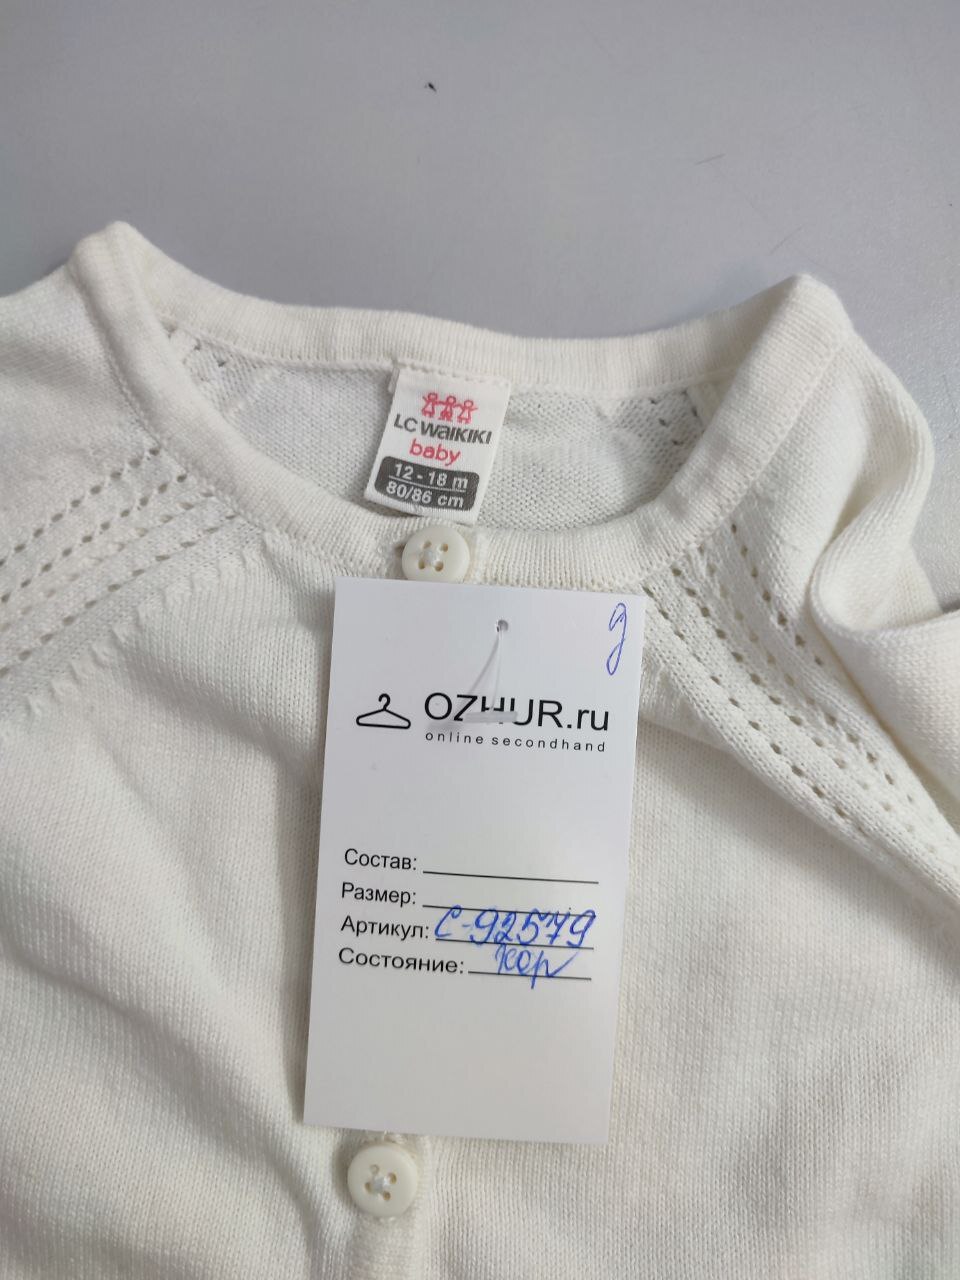 LC WAIKIKI
baby
12 - 18 m
80/86 cm
д
OZHUR.ru
online secondhand
Состав:
Размер:
Артикул: С-92579
Состояние: хор